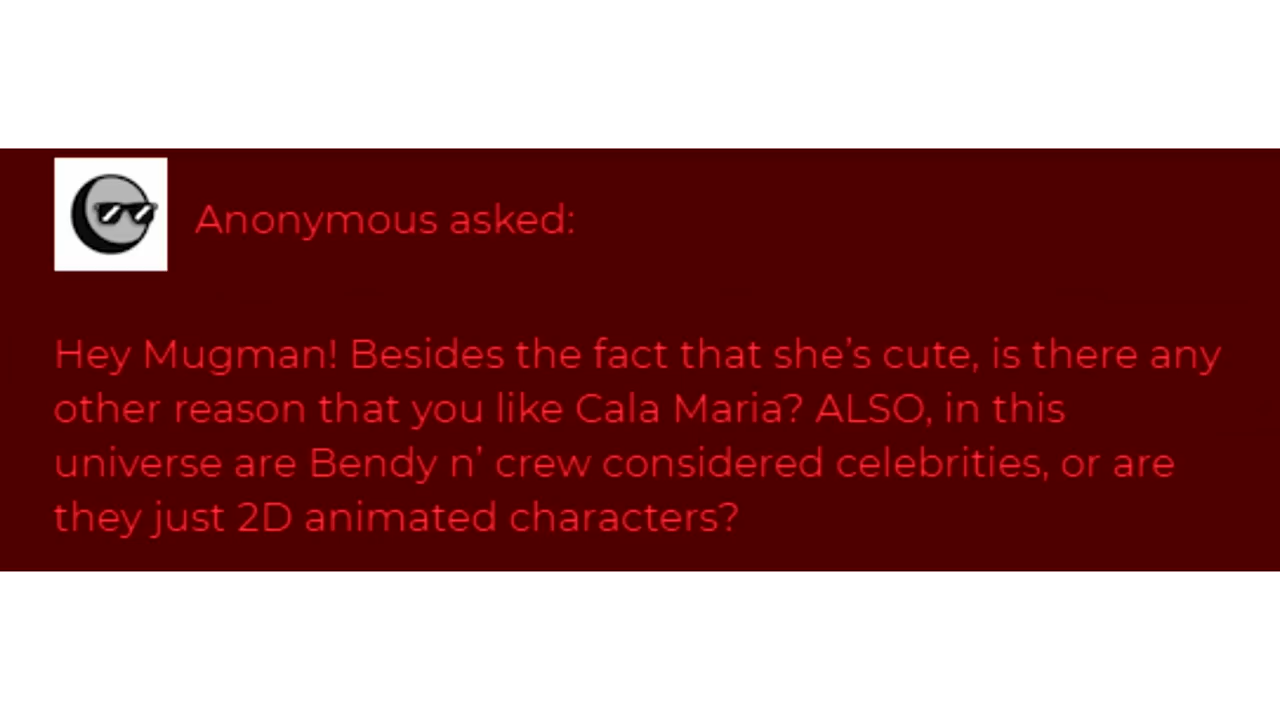 Anonymous asked:
Hey Mugman! Besides the fact that she’s cute, is there any
other reason that you like Cala Maria? ALSO, in this
universe are Bendy n’ crew considered celebrities, or are
they just 2D animated characters?